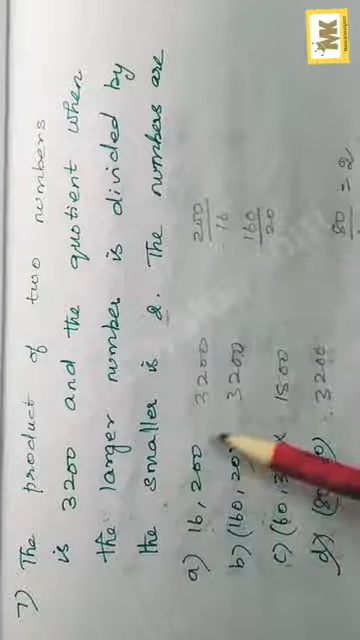 7) The product of two numbers
is 3200 and the quotient when
the larger number is divided by
the smaller is 2. The numbers are
a) 16, 200 3200 200/16
b) (160, 20) 3200 160/20
c) (60, x 1800
d) 3200 80/ = 2
MK